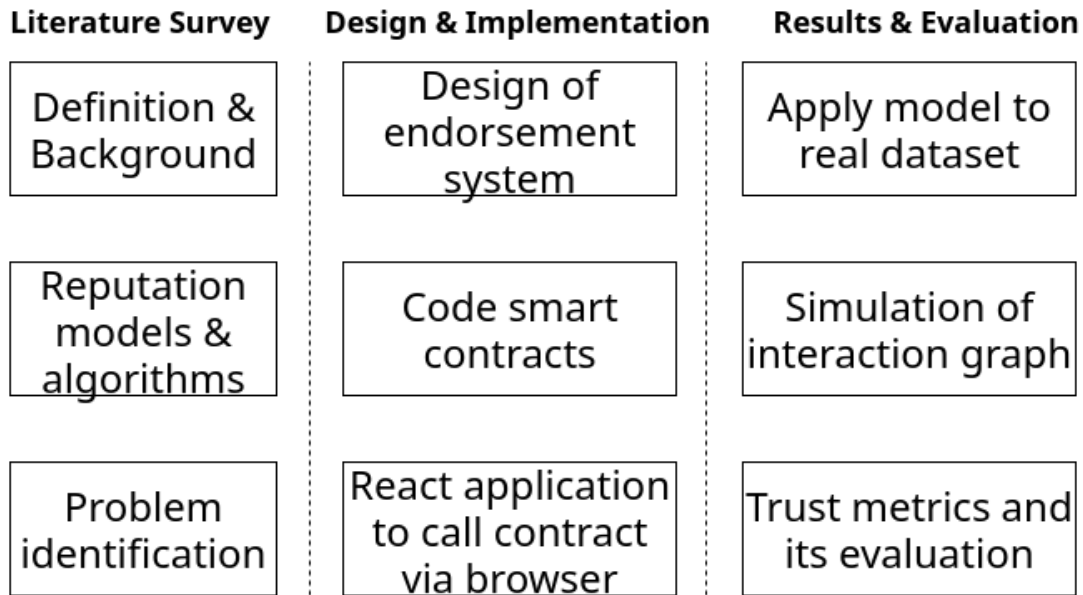 Literature Survey
Design & Implementation
Results & Evaluation
Definition &
Background
Design of
endorsement
system
Apply model to
real dataset
Reputation
models &
algorithms
Code smart
contracts
Simulation of
interaction graph
Problem
identification
React application
to call contract
via browser
Trust metrics and
its evaluation